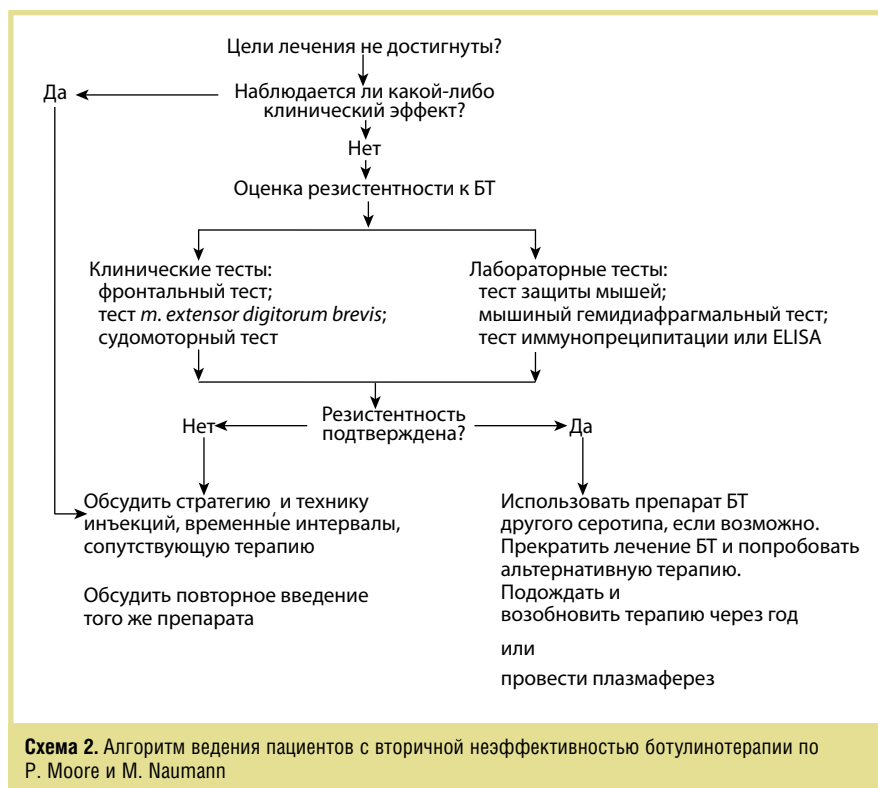 Цели лечения не достигнуты?
Да
Наблюдается ли какой-либо
клинический эффект?
Нет
Оценка резистентности к БТ
Клинические тесты:
фронтальный тест;
тест m. extensor digitorum brevis;
судомоторный тест
Лабораторные тесты:
тест защиты мышей;
мышиный гемидиафрагмальный тест;
тест иммунопреципитации или ELISA
Резистентность
подтверждена?
Нет
Да
Обсудить стратегию, и технику
инъекций, временные интервалы,
сопутствующую терапию
Обсудить повторное введение
того же препарата
Использовать препарат БТ
другого серотипа, если возможно.
Прекратить лечение БТ и попробовать
альтернативную терапию.
Подождать и
возобновить терапию через год
или
провести плазмаферез
Схема 2. Алгоритм ведения пациентов с вторичной неэффективностью ботулинотерапии по
P. Moore и M. Naumann